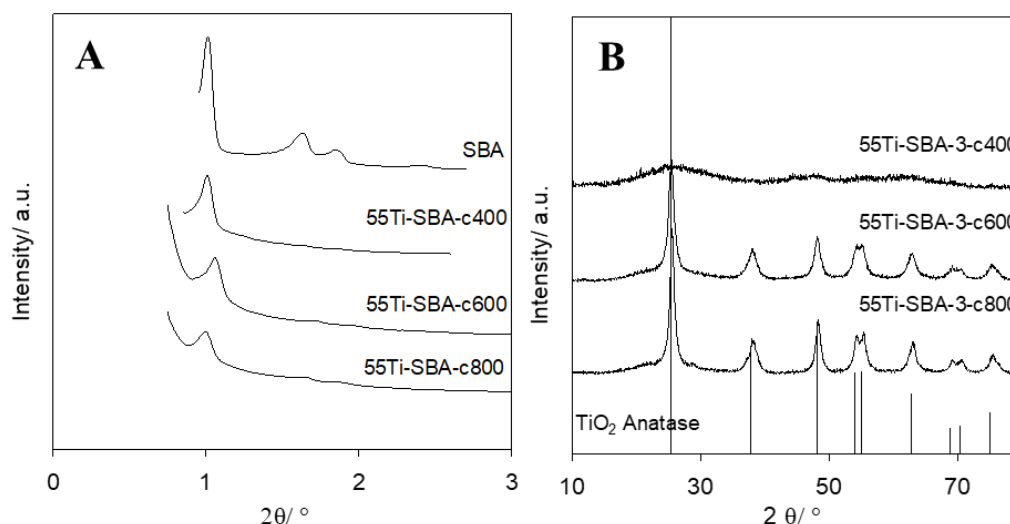 A
SBA
55Ti-SBA-c400
55Ti-SBA-c600
55Ti-SBA-c800
Intensity/ a.u.
0 1 2 3
2θ/ °
B
55Ti-SBA-3-c400
55Ti-SBA-3-c600
55Ti-SBA-3-c800
TiO₂ Anatase
Intensity/ a.u.
10 30 50 70
2 θ/ °